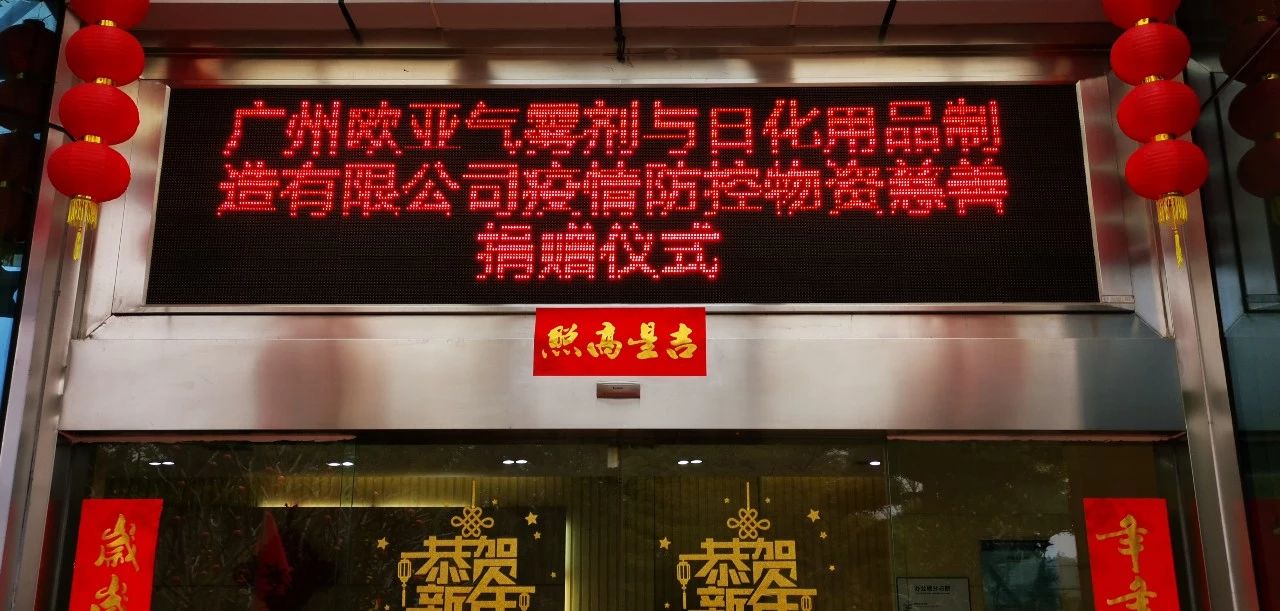 广州欧亚气雾剂与日化用品制
造有限公司疫情防控物资慈善
捐赠仪式
照高星吉
歲
年
恭贺
新年
恭贺
新年